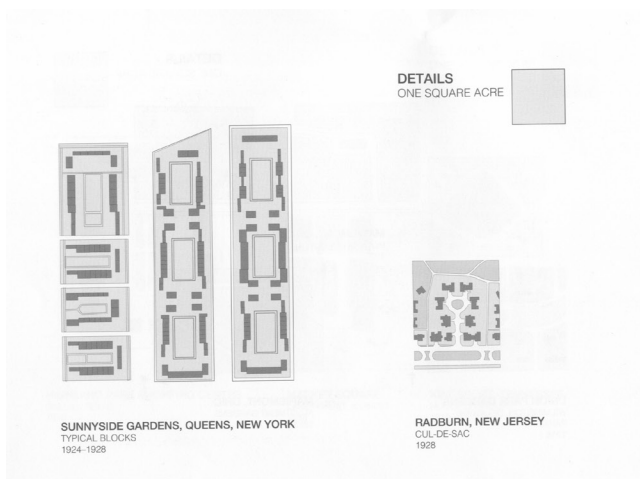 DETAILS
ONE SQUARE ACRE
SUNNYSIDE GARDENS, QUEENS, NEW YORK
TYPICAL BLOCKS
1924-1928
RADBURN, NEW JERSEY
CUL-DE-SAC
1928